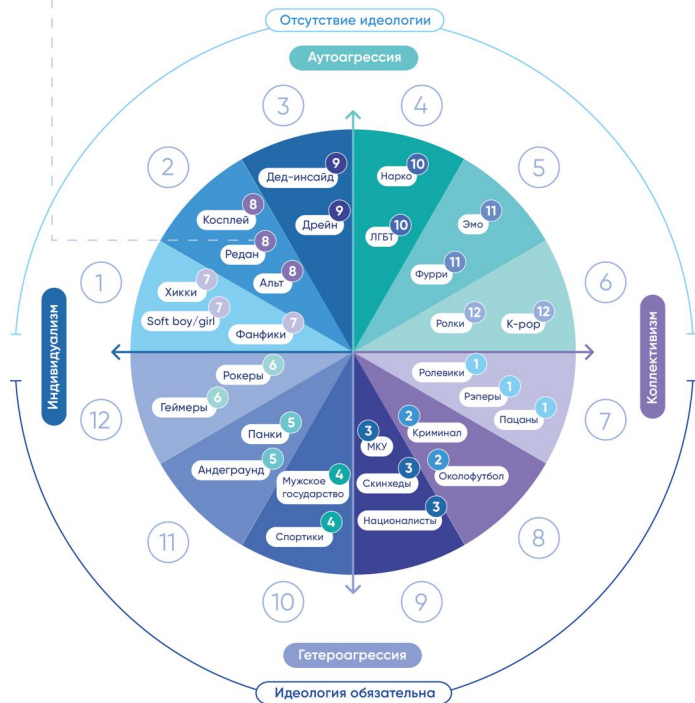 Отсутствие идеологии
Аутоагрессия
3
4
2
5
Дед-инсайд 9
Нарко 10
Косплей 8
Дрейн 9
ЛГБТ 10
Эмо 11
Редан 8
Фурри 11
Альт 8
1
6
Хикки 7
Soft boy/girl 7
Фанфики 7
Ролки 12
K-pop 12
Индивидуализм
Коллективизм
Рокеры 6
Ролевики 1
Геймеры 6
Рэперы 1
Пацаны 1
12
7
Панки 5
МКУ 3
Криминал 2
Андеграунд 5
Мужское
государство 4
Скинхеды 3
Околофутбол 2
Спортики 4
Националисты 3
11
8
10
9
Гетероагрессия
Идеология обязательна